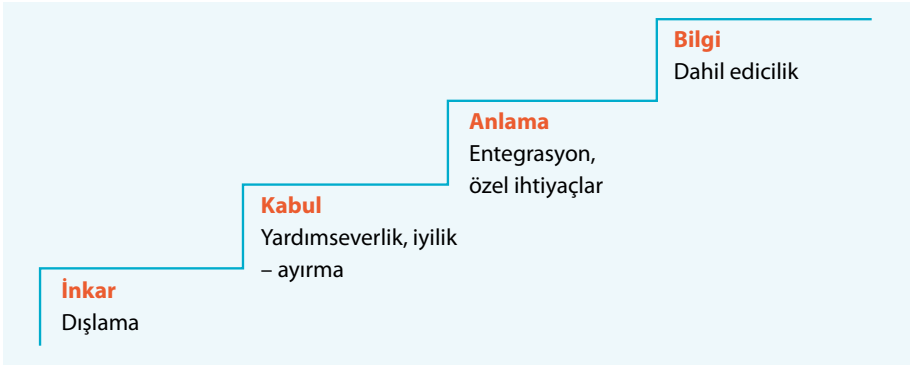 Bilgi
Dahil edicilik
Anlama
Entegrasyon,
özel ihtiyaçlar
Kabul
Yardımseverlik, iyilik
– ayırma
İnkar
Dışlama